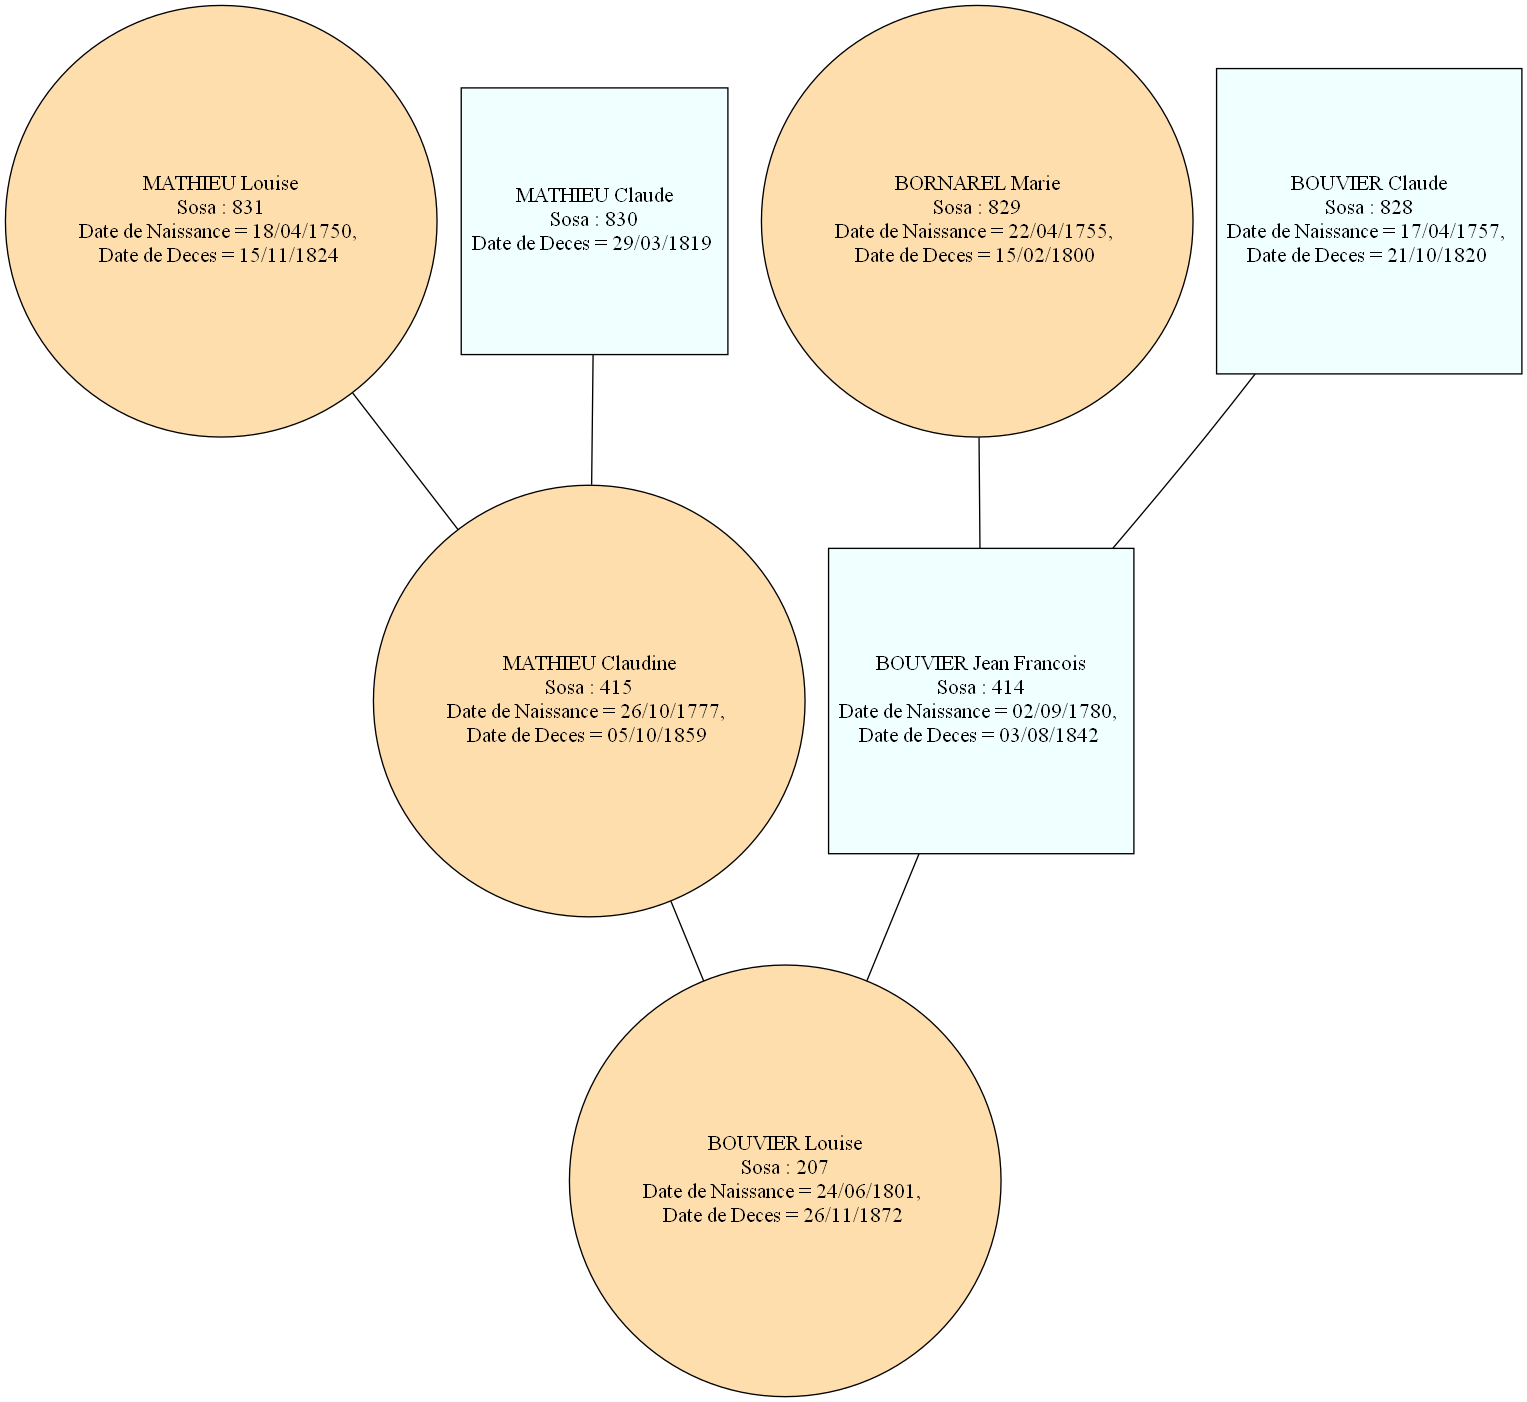 MATHIEU Louise
Sosa : 831
Date de Naissance = 18/04/1750,
Date de Deces = 15/11/1824
MATHIEU Claude
Sosa : 830
Date de Deces = 29/03/1819
BORNAREL Marie
Sosa : 829
Date de Naissance = 22/04/1755,
Date de Deces = 15/02/1800
BOUVIER Claude
Sosa : 828
Date de Naissance = 17/04/1757,
Date de Deces = 21/10/1820
MATHIEU Claudine
Sosa : 415
Date de Naissance = 26/10/1777,
Date de Deces = 05/10/1859
BOUVIER Jean Francois
Sosa : 414
Date de Naissance = 02/09/1780,
Date de Deces = 03/08/1842
BOUVIER Louise
Sosa : 207
Date de Naissance = 24/06/1801,
Date de Deces = 26/11/1872